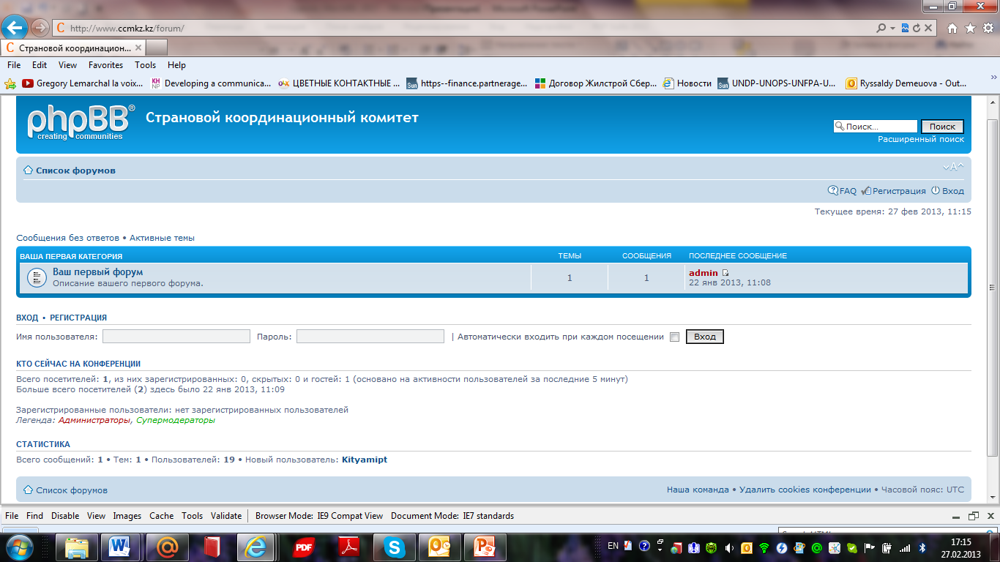 http://www.ccmkz.kz/forum/
Страновой координацион...
File Edit View Favorites Tools Help
Gregory Lemarchal la voix... Developing a communica... ЦВЕТНЫЕ КОНТАКТНЫЕ ... https--finance.partnerage... Договор Жилстрой Сбер... Новости UNDP-UNOPS-UNFPA-U... Ryssaldy Demeuova - Out...
phpBB® Страновой координационный комитет
creating communities
Поиск... Поиск
Расширенный поиск
Список форумов
FAQ Регистрация Вход
Текущее время: 27 фев 2013, 11:15
Сообщения без ответов • Активные темы
ВАША ПЕРВАЯ КАТЕГОРИЯ ТЕМЫ СООБЩЕНИЯ ПОСЛЕДНЕЕ СООБЩЕНИЕ
Ваш первый форум
Описание вашего первого форума.
1 1
admin
22 янв 2013, 11:08
ВХОД • РЕГИСТРАЦИЯ
Имя пользователя: Пароль: | Автоматически входить при каждом посещении Вход
КТО СЕЙЧАС НА КОНФЕРЕНЦИИ
Всего посетителей: 1, из них зарегистрированных: 0, скрытых: 0 и гостей: 1 (основано на активности пользователей за последние 5 минут)
Больше всего посетителей (2) здесь было 22 янв 2013, 11:09
Зарегистрированные пользователи: нет зарегистрированных пользователей
Легенда: Администраторы, Супермодераторы
СТАТИСТИКА
Всего сообщений: 1 • Тем: 1 • Пользователей: 19 • Новый пользователь: Kityamipt
Список форумов Наша команда • Удалить cookies конференции • Часовой пояс: UTC
File Find Disable View Images Cache Tools Validate Browser Mode: IE9 Compat View Document Mode: IE7 standards
EN 17:15
27.02.2013